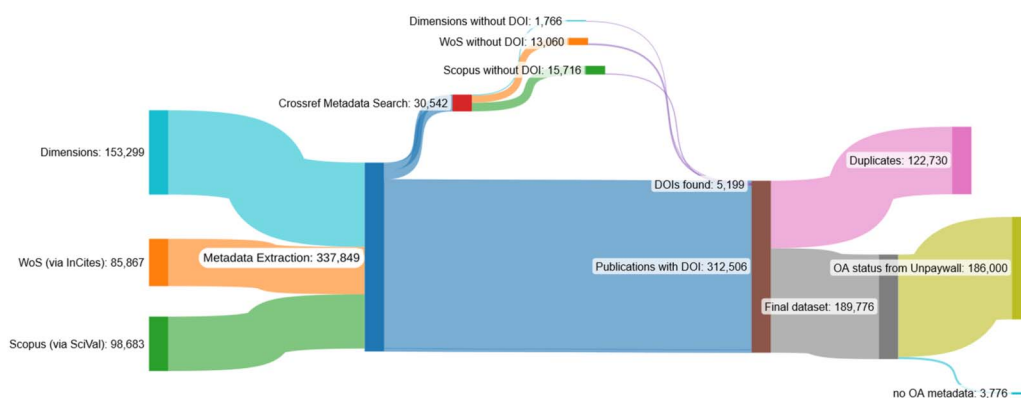 Dimensions without DOI: 1,766
WoS without DOI: 13,060
Scopus without DOI: 15,716
Crossref Metadata Search: 30,542
Dimensions: 153,299
Duplicates: 122,730
DOIs found: 5,199
WoS (via InCites): 85,867
Metadata Extraction: 337,849
Publications with DOI: 312,506
OA status from Unpaywall: 186,000
Final dataset: 189,776
Scopus (via SciVal): 98,683
no OA metadata: 3,776